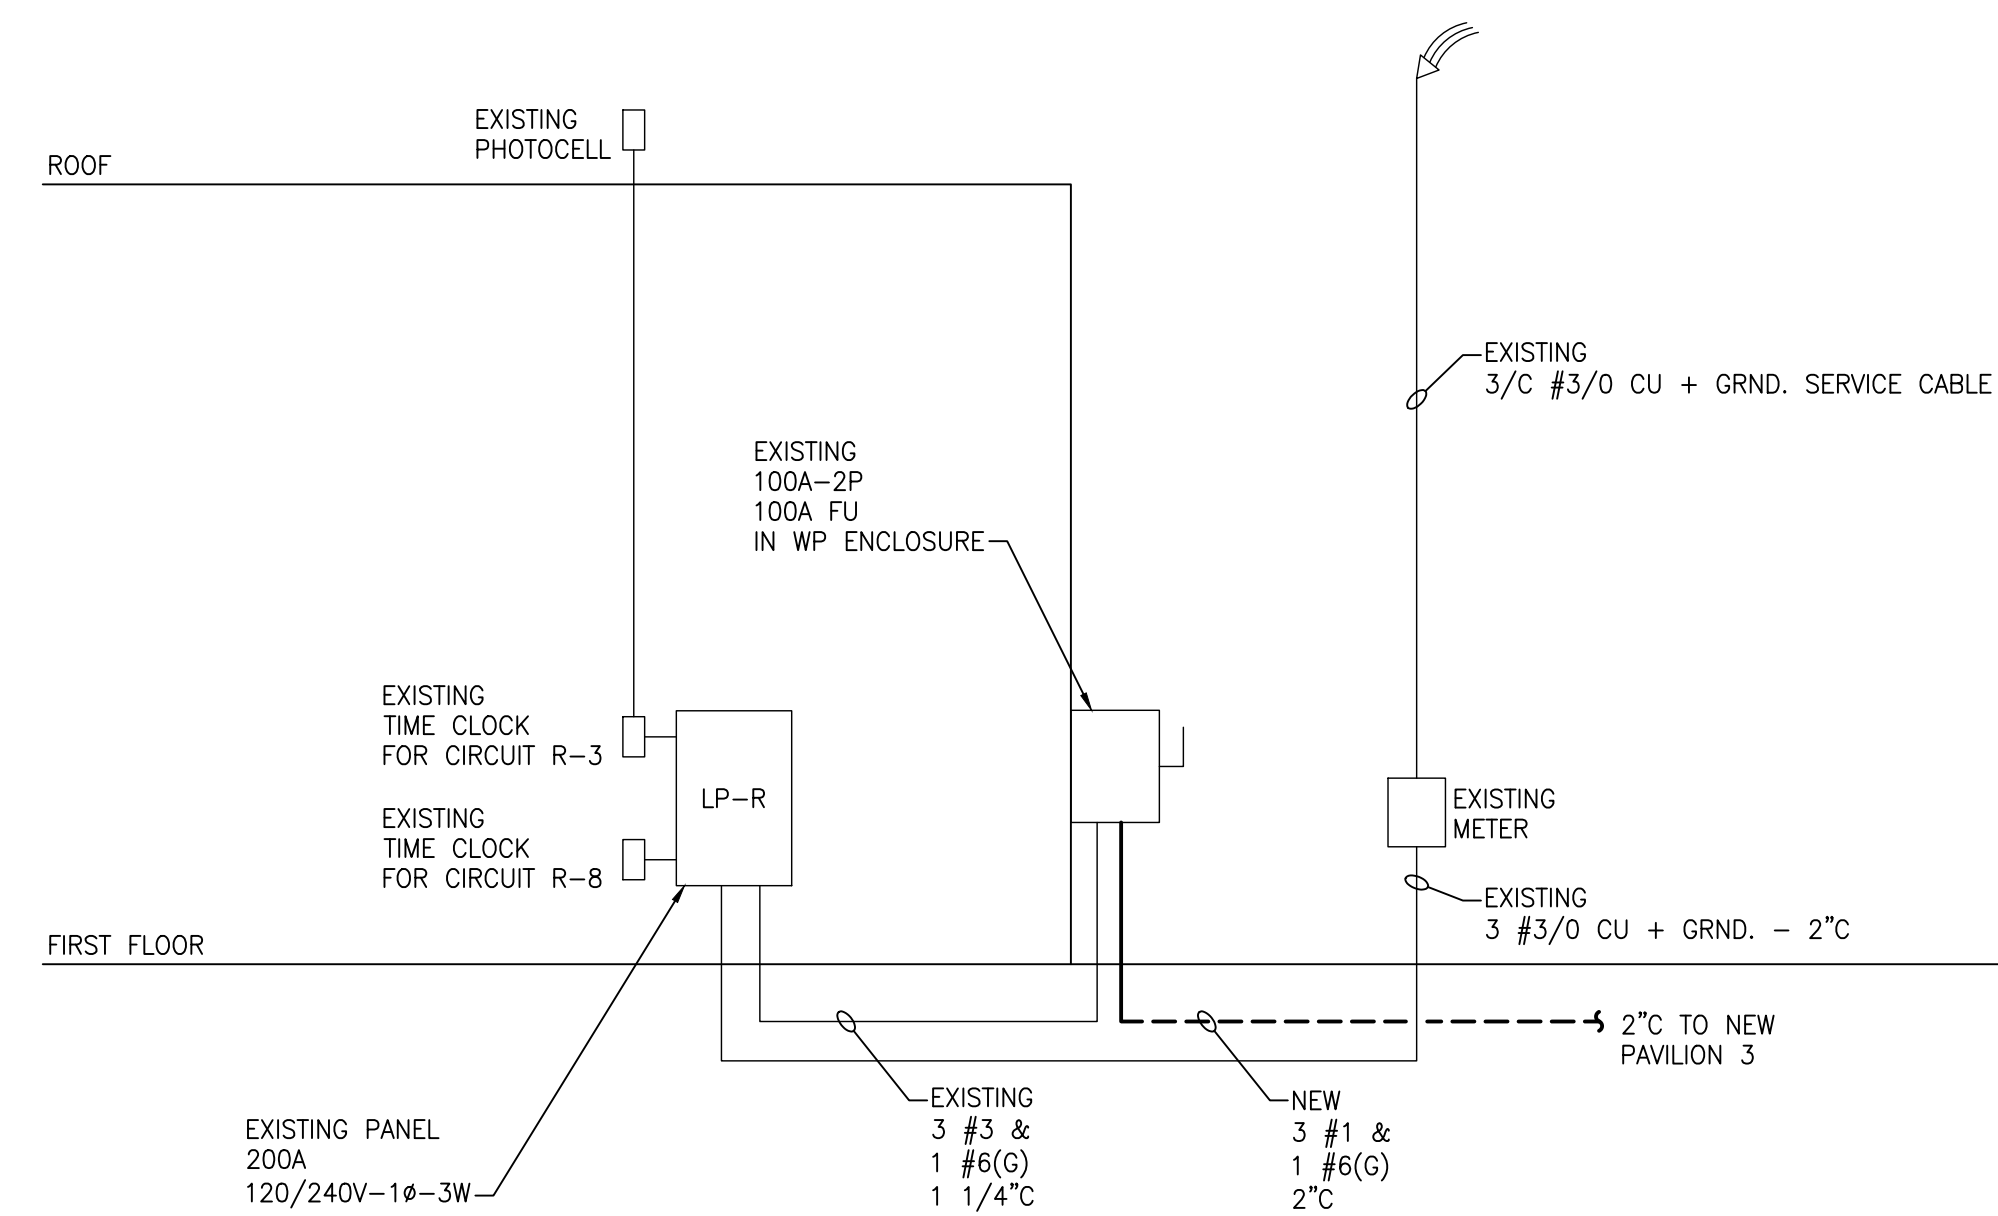 EXISTING
PHOTOCELL
ROOF
EXISTING
3/C #3/0 CU + GRND. SERVICE CABLE
EXISTING
100A-2P
100A FU
IN WP ENCLOSURE
EXISTING
TIME CLOCK
FOR CIRCUIT R-3
LP-R
EXISTING
TIME CLOCK
FOR CIRCUIT R-8
EXISTING
METER
EXISTING
3 #3/0 CU + GRND. - 2"C
FIRST FLOOR
2"C TO NEW
PAVILION 3
EXISTING PANEL
200A
120/240V-1ø-3W
EXISTING
3 #3 &
1 #6(G)
1 1/4"C
NEW
3 #1 &
1 #6(G)
2"C